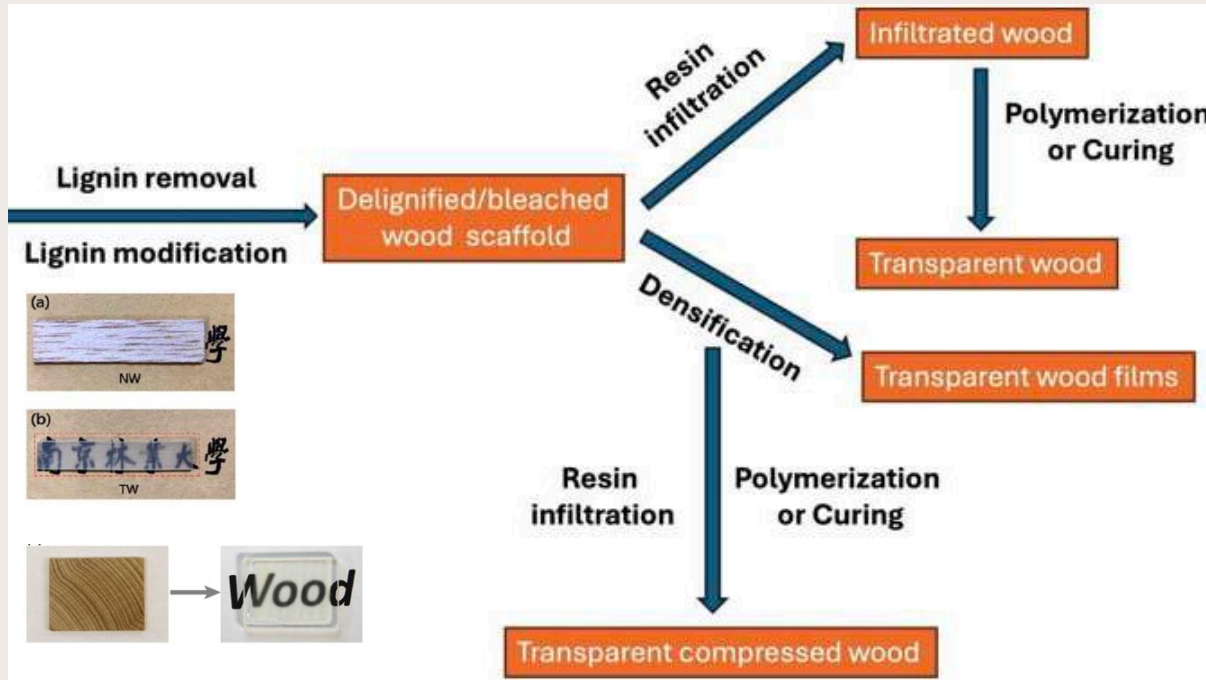 Infiltrated wood
Resin
infiltration
Polymerization
or Curing
Lignin removal
Delignified/bleached
wood scaffold
Lignin modification
Transparent wood
Densification
(a)
學
NW
Transparent wood films
(b)
南京林業大學
TW
Resin
infiltration
Polymerization
or Curing
Wood
Transparent compressed wood